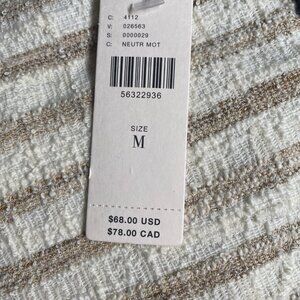 C: 4112
V: 026563
S: 0000029
C: NEUTR MOT
56322936
SIZE
M
$68.00 USD
$78.00 CAD